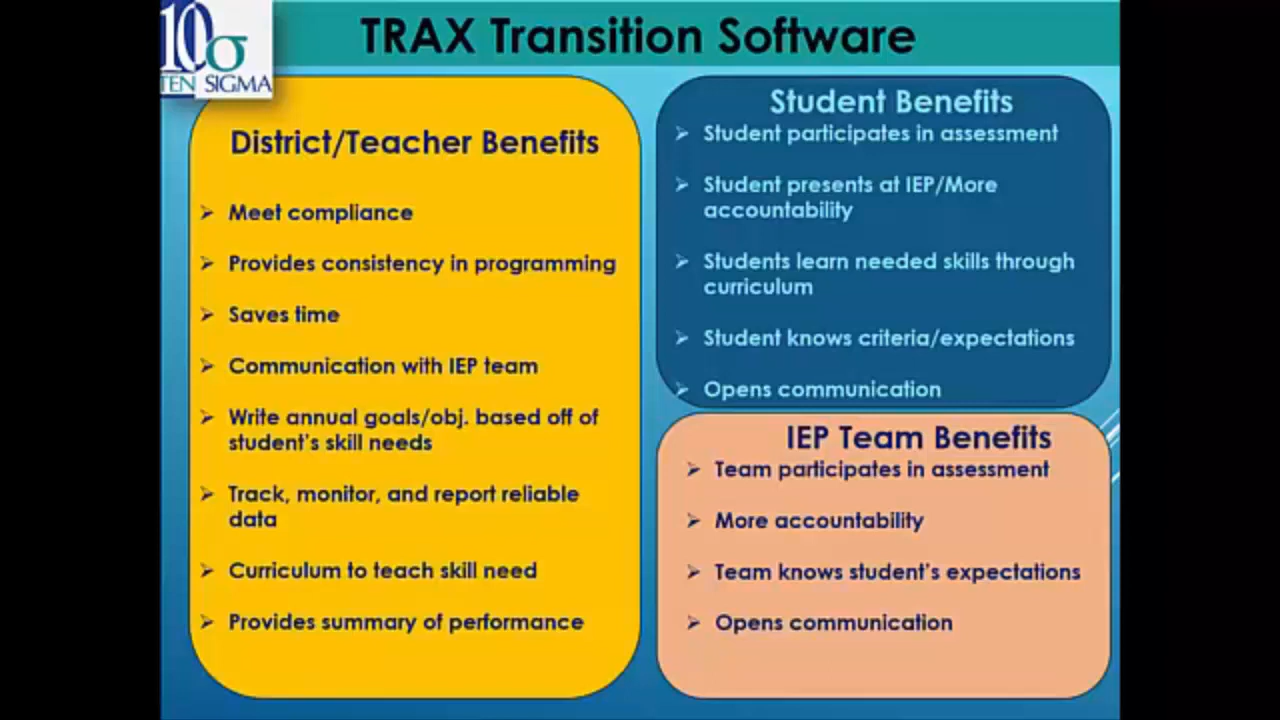 10σ
TEN SIGMA
TRAX Transition Software
District/Teacher Benefits
➢ Meet compliance
➢ Provides consistency in programming
➢ Saves time
➢ Communication with IEP team
➢ Write annual goals/obj. based off of
student's skill needs
➢ Track, monitor, and report reliable
data
➢ Curriculum to teach skill need
➢ Provides summary of performance
Student Benefits
➢ Student participates in assessment
➢ Student presents at IEP/More
accountability
➢ Students learn needed skills through
curriculum
➢ Student knows criteria/expectations
➢ Opens communication
IEP Team Benefits
➢ Team participates in assessment
➢ More accountability
➢ Team knows student's expectations
➢ Opens communication